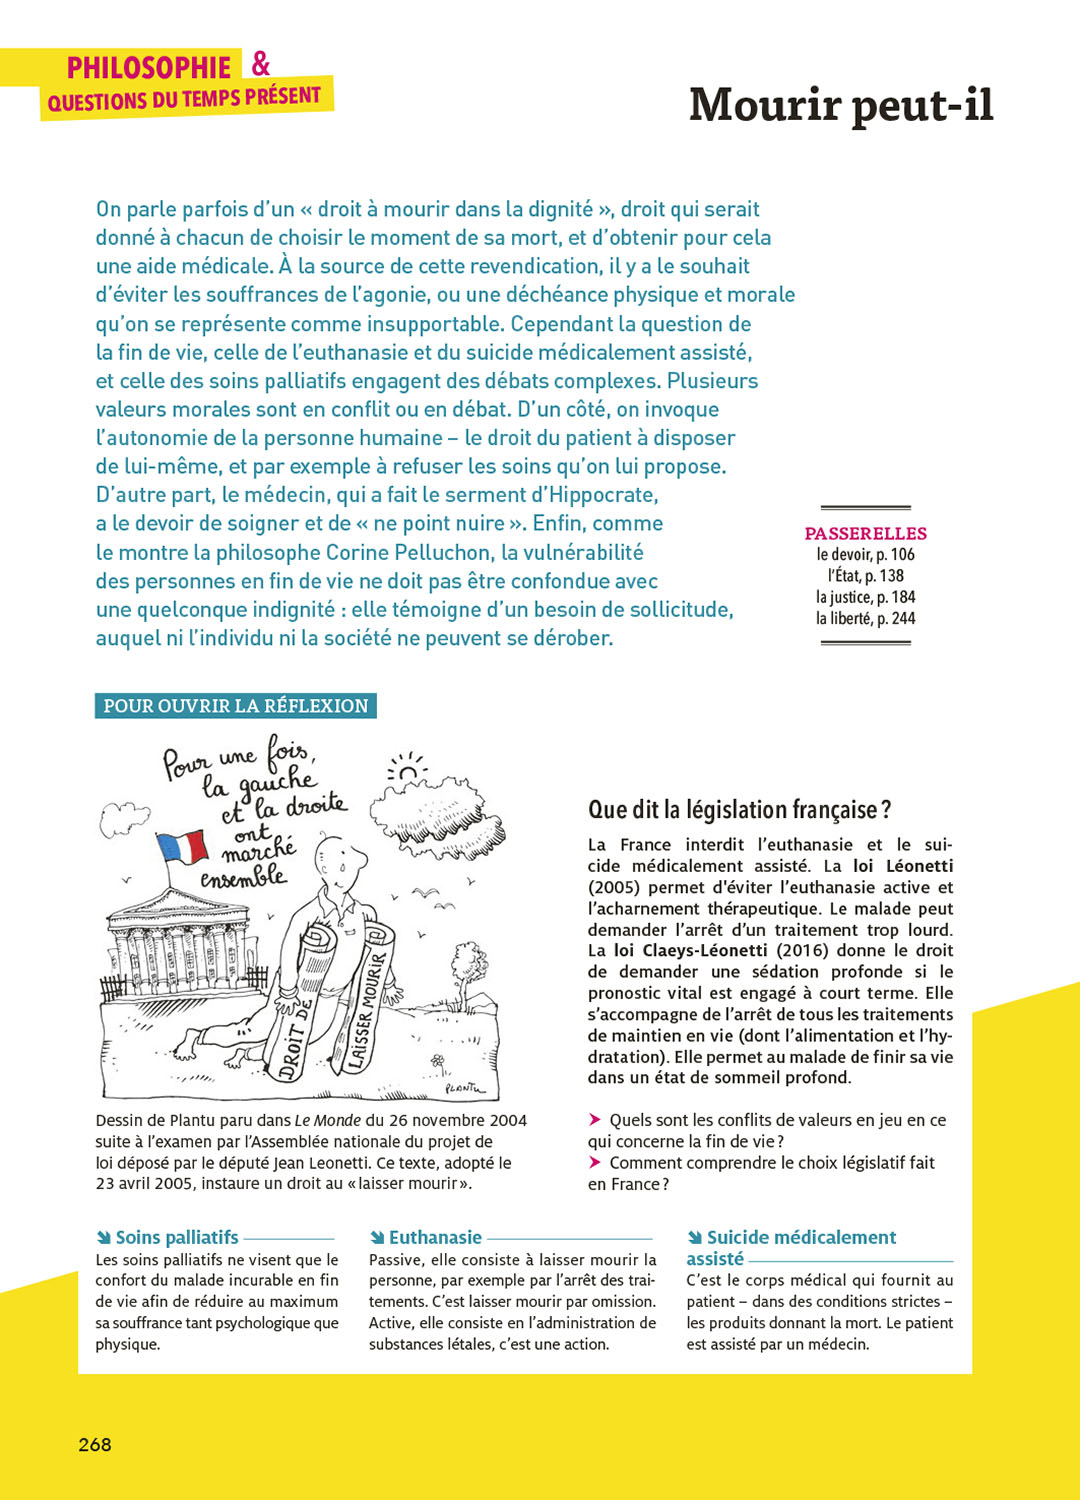 PHILOSOPHIE &
QUESTIONS DU TEMPS PRÉSENT
Mourir peut-il
On parle parfois d’un « droit à mourir dans la dignité », droit qui serait
donné à chacun de choisir le moment de sa mort, et d’obtenir pour cela
une aide médicale. À la source de cette revendication, il y a le souhait
d’éviter les souffrances de l’agonie, ou une déchéance physique et morale
qu’on se représente comme insupportable. Cependant la question de
la fin de vie, celle de l’euthanasie et du suicide médicalement assisté,
et celle des soins palliatifs engagent des débats complexes. Plusieurs
valeurs morales sont en conflit ou en débat. D’un côté, on invoque
l’autonomie de la personne humaine – le droit du patient à disposer
de lui-même, et par exemple à refuser les soins qu’on lui propose.
D’autre part, le médecin, qui a fait le serment d’Hippocrate,
a le devoir de soigner et de « ne point nuire ». Enfin, comme
le montre la philosophe Corine Pelluchon, la vulnérabilité
des personnes en fin de vie ne doit pas être confondue avec
une quelconque indignité : elle témoigne d’un besoin de sollicitude,
auquel ni l’individu ni la société ne peuvent se dérober.
PASSERELLES
le devoir, p. 106
l’État, p. 138
la justice, p. 184
la liberté, p. 244
POUR OUVRIR LA RÉFLEXION
Pour une fois,
la gauche
et la droite
ont
marché
ensemble
DROIT DE
LAISSER MOURIR
PLANTU
Dessin de Plantu paru dans Le Monde du 26 novembre 2004
suite à l’examen par l’Assemblée nationale du projet de
loi déposé par le député Jean Leonetti. Ce texte, adopté le
23 avril 2005, instaure un droit au « laisser mourir ».
Que dit la législation française ?
La France interdit l’euthanasie et le sui-
cide médicalement assisté. La loi Léonetti
(2005) permet d'éviter l’euthanasie active et
l’acharnement thérapeutique. Le malade peut
demander l’arrêt d’un traitement trop lourd.
La loi Claeys-Léonetti (2016) donne le droit
de demander une sédation profonde si le
pronostic vital est engagé à court terme. Elle
s’accompagne de l’arrêt de tous les traitements
de maintien en vie (dont l’alimentation et l’hy-
dratation). Elle permet au malade de finir sa vie
dans un état de sommeil profond.
➤ Quels sont les conflits de valeurs en jeu en ce
qui concerne la fin de vie ?
➤ Comment comprendre le choix législatif fait
en France ?
Soins palliatifs
Les soins palliatifs ne visent que le
confort du malade incurable en fin
de vie afin de réduire au maximum
sa souffrance tant psychologique que
physique.
Euthanasie
Passive, elle consiste à laisser mourir la
personne, par exemple par l’arrêt des trai-
tements. C’est laisser mourir par omission.
Active, elle consiste en l’administration de
substances létales, c’est une action.
Suicide médicalement
assisté
C’est le corps médical qui fournit au
patient – dans des conditions strictes –
les produits donnant la mort. Le patient
est assisté par un médecin.
268